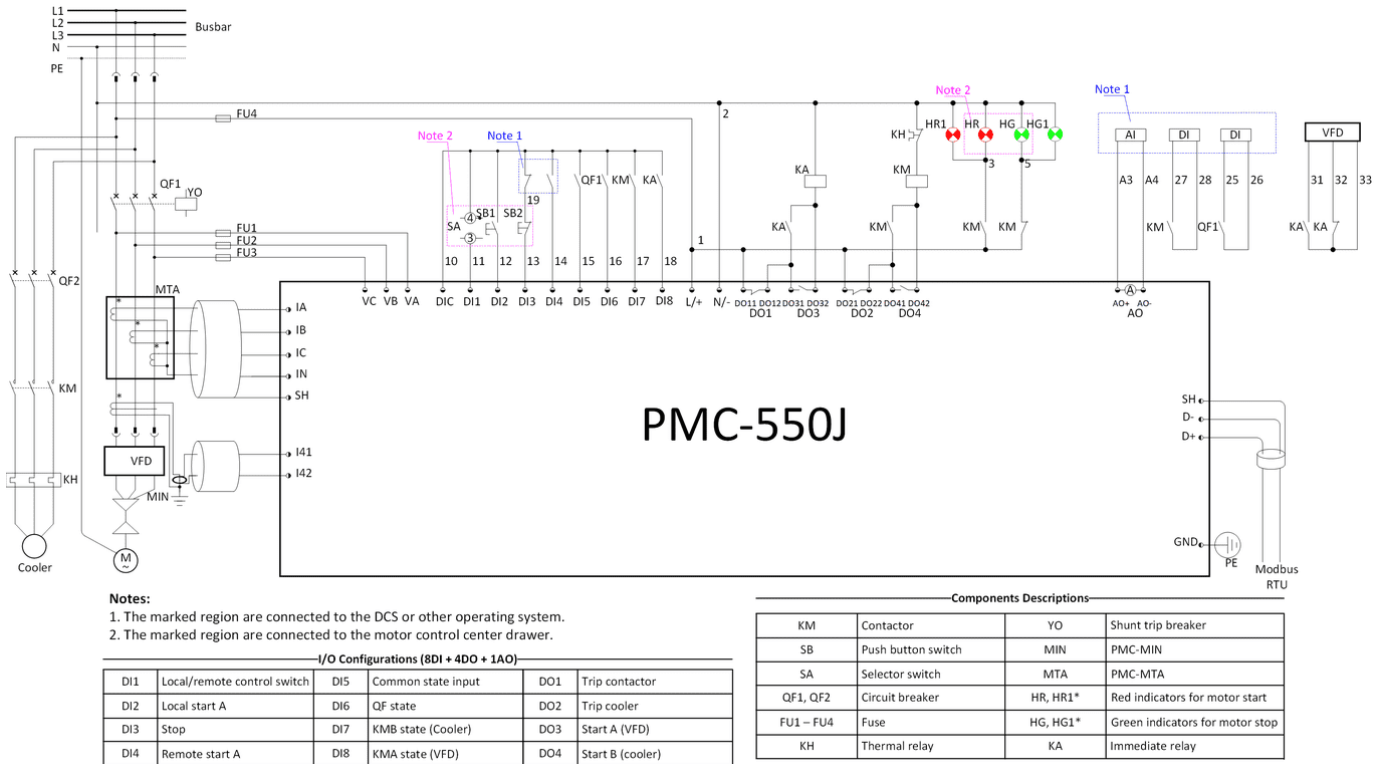 L1
L2
L3
N
PE
Busbar
FU4
2
Note 2
Note 1
Note 2
Note 1
HR1
HR
HG
HG1
KH
3
5
AI
DI
DI
VFD
QF1
YO
SA
4
3
SB1
SB2
19
QF1
KM
KA
KA
KM
A3
A4
27
28
25
26
31
32
33
FU1
FU2
FU3
10
11
12
13
14
15
16
17
18
1
KA
KM
KM
KM
KM
QF1
KA
KA
QF2
MTA
*
*
*
VC
VB
VA
DIC
DI1
DI2
DI3
DI4
DI5
DI6
DI7
DI8
L/+
N/-
DO11
DO12
DO31
DO32
DO21
DO22
DO41
DO42
DO1
DO3
DO2
DO4
A
AO+
AO-
AO
IA
IB
IC
IN
SH
KM
*
PMC-550J
SH
D-
D+
VFD
I41
I42
KH
MIN
GND
PE
Modbus
RTU
Cooler
M
~
Notes:
1. The marked region are connected to the DCS or other operating system.
2. The marked region are connected to the motor control center drawer.
I/O Configurations (8DI + 4DO + 1AO)
DI1 Local/remote control switch DI5 Common state input DO1 Trip contactor
DI2 Local start A DI6 QF state DO2 Trip cooler
DI3 Stop DI7 KMB state (Cooler) DO3 Start A (VFD)
DI4 Remote start A DI8 KMA state (VFD) DO4 Start B (cooler)
Components Descriptions
KM Contactor YO Shunt trip breaker
SB Push button switch MIN PMC-MIN
SA Selector switch MTA PMC-MTA
QF1, QF2 Circuit breaker HR, HR1* Red indicators for motor start
FU1 – FU4 Fuse HG, HG1* Green indicators for motor stop
KH Thermal relay KA Immediate relay